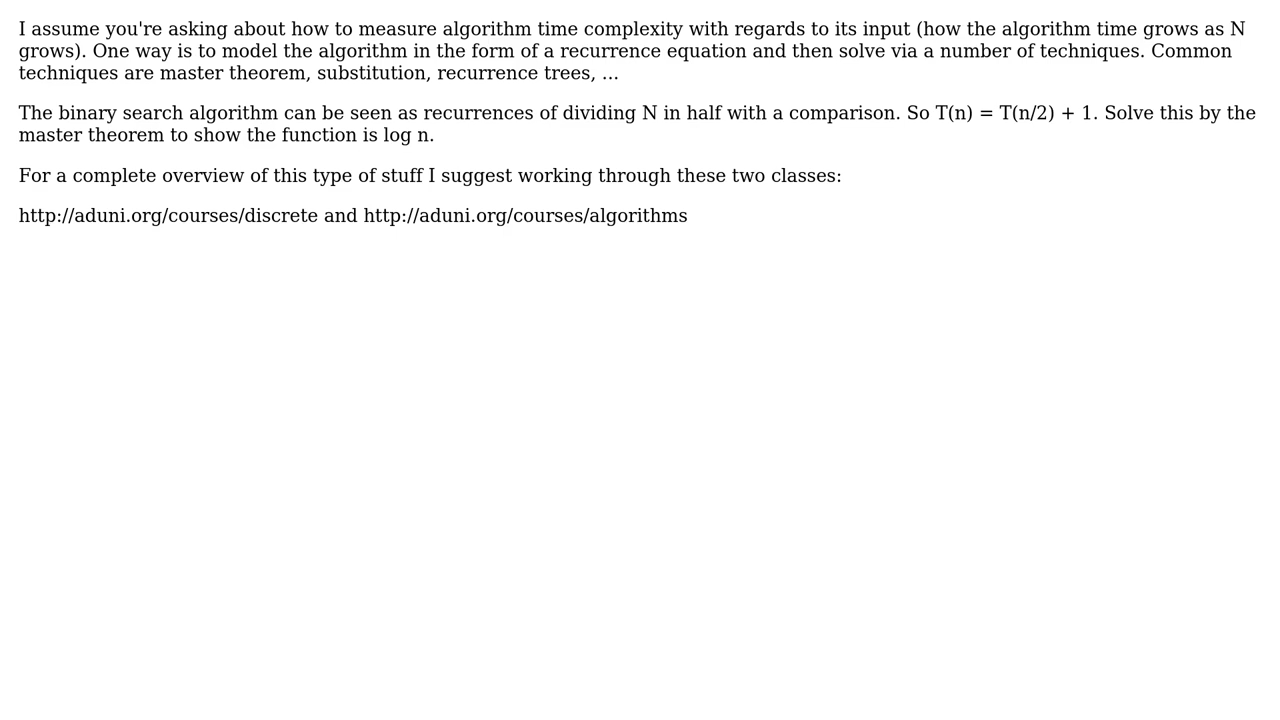 I assume you're asking about how to measure algorithm time complexity with regards to its input (how the algorithm time grows as N
grows). One way is to model the algorithm in the form of a recurrence equation and then solve via a number of techniques. Common
techniques are master theorem, substitution, recurrence trees, ...
The binary search algorithm can be seen as recurrences of dividing N in half with a comparison. So T(n) = T(n/2) + 1. Solve this by the
master theorem to show the function is log n.
For a complete overview of this type of stuff I suggest working through these two classes:
http://aduni.org/courses/discrete and http://aduni.org/courses/algorithms